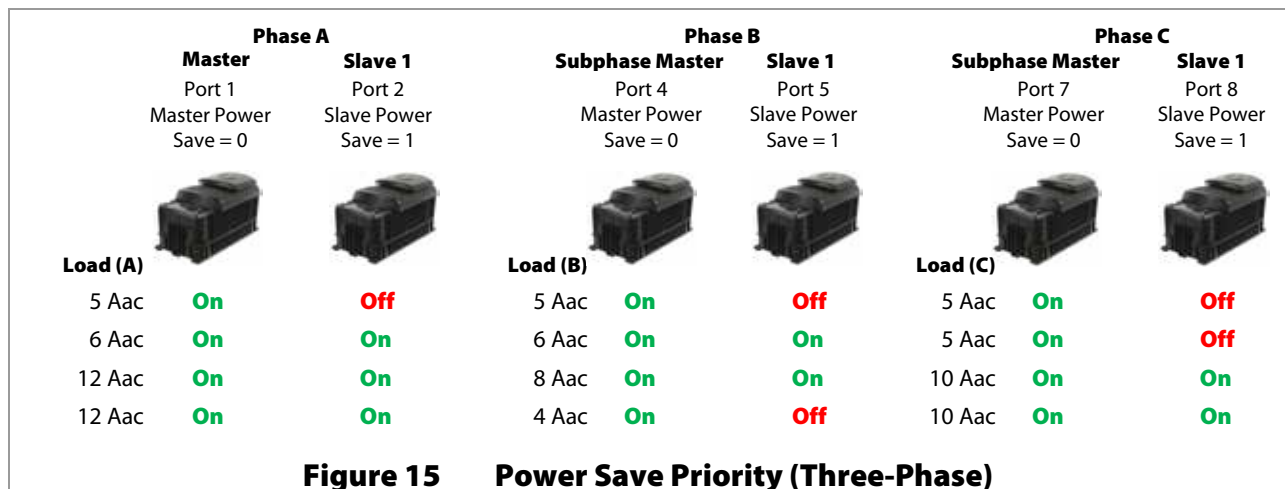 Phase A Phase B Phase C
Master Slave 1 Subphase Master Slave 1 Subphase Master Slave 1
Port 1 Port 2 Port 4 Port 5 Port 7 Port 8
Master Power Slave Power Master Power Slave Power Master Power Slave Power
Save = 0 Save = 1 Save = 0 Save = 1 Save = 0 Save = 1
Load (A) Load (B) Load (C)
5 Aac On Off 5 Aac On Off 5 Aac On Off
6 Aac On On 6 Aac On On 5 Aac On Off
12 Aac On On 8 Aac On On 10 Aac On On
12 Aac On On 4 Aac On Off 10 Aac On On
Figure 15 Power Save Priority (Three-Phase)